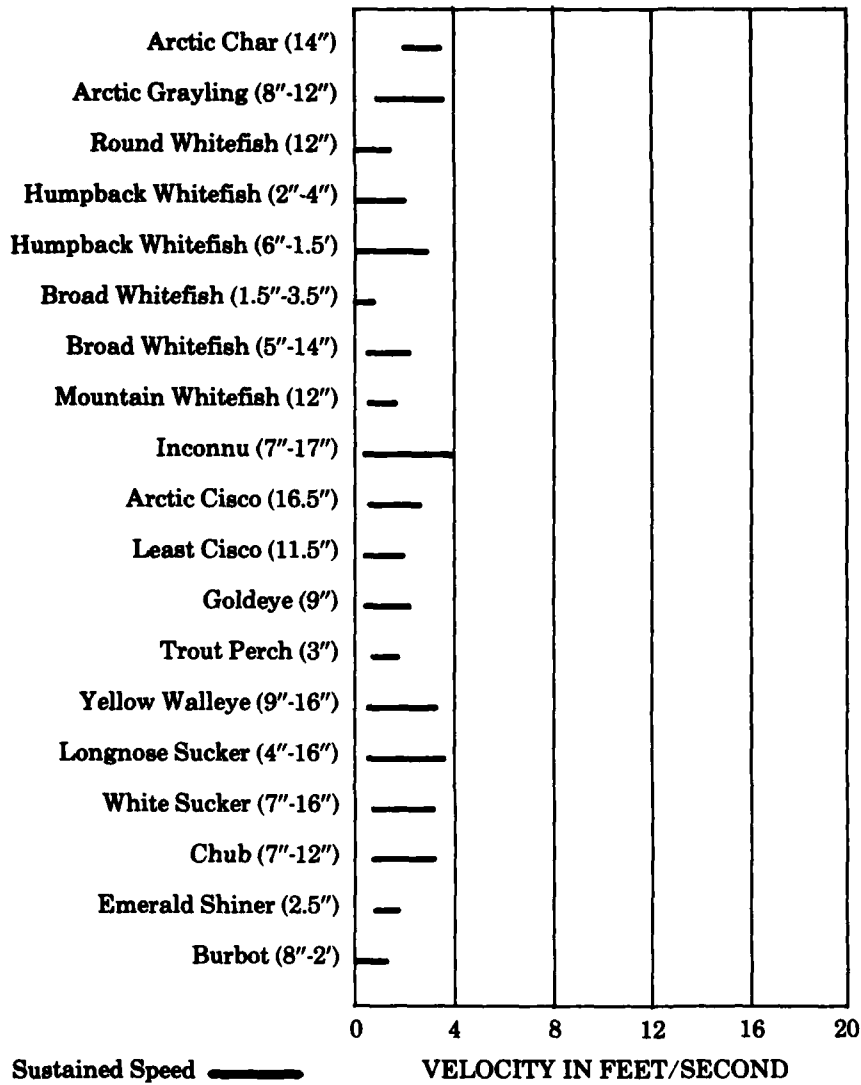 Arctic Char (14″)
Arctic Grayling (8″-12″)
Round Whitefish (12″)
Humpback Whitefish (2″-4″)
Humpback Whitefish (6″-1.5′)
Broad Whitefish (1.5″-3.5″)
Broad Whitefish (5″-14″)
Mountain Whitefish (12″)
Inconnu (7″-17″)
Arctic Cisco (16.5″)
Least Cisco (11.5″)
Goldeye (9″)
Trout Perch (3″)
Yellow Walleye (9″-16″)
Longnose Sucker (4″-16″)
White Sucker (7″-16″)
Chub (7″-12″)
Emerald Shiner (2.5″)
Burbot (8″-2′)
0 4 8 12 16 20
Sustained Speed VELOCITY IN FEET/SECOND